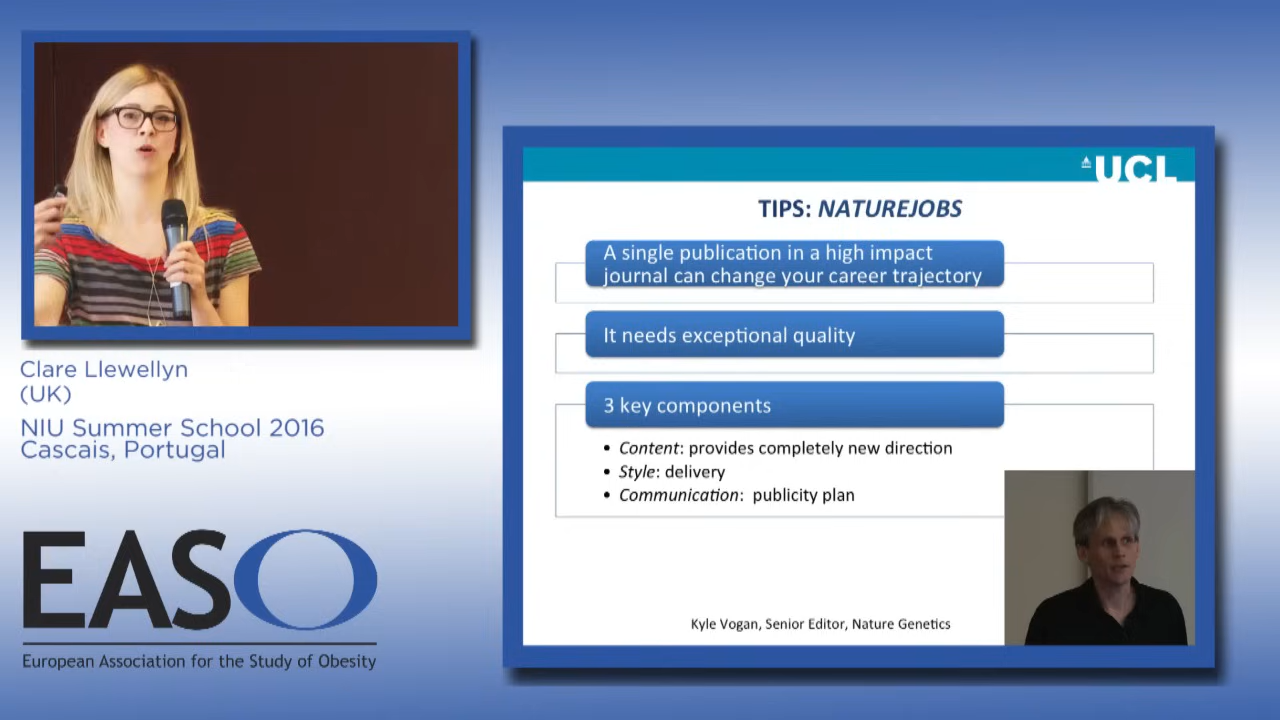 Clare Llewellyn
(UK)
NIU Summer School 2016
Cascais, Portugal
EASO
European Association for the Study of Obesity
UCL
TIPS: NATUREJOBS
A single publication in a high impact
journal can change your career trajectory
It needs exceptional quality
3 key components
• Content: provides completely new direction
• Style: delivery
• Communication: publicity plan
Kyle Vogan, Senior Editor, Nature Genetics